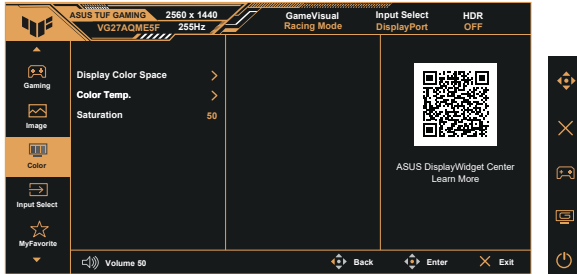 ASUS TUF GAMING 2560 x 1440
VG27AQME5F 255Hz
GameVisual
Racing Mode
Input Select
DisplayPort
HDR
OFF
Gaming
Image
Color
Input Select
MyFavorite
Display Color Space
Color Temp.
Saturation 50
ASUS DisplayWidget Center
Learn More
Volume 50
Back
Enter
Exit